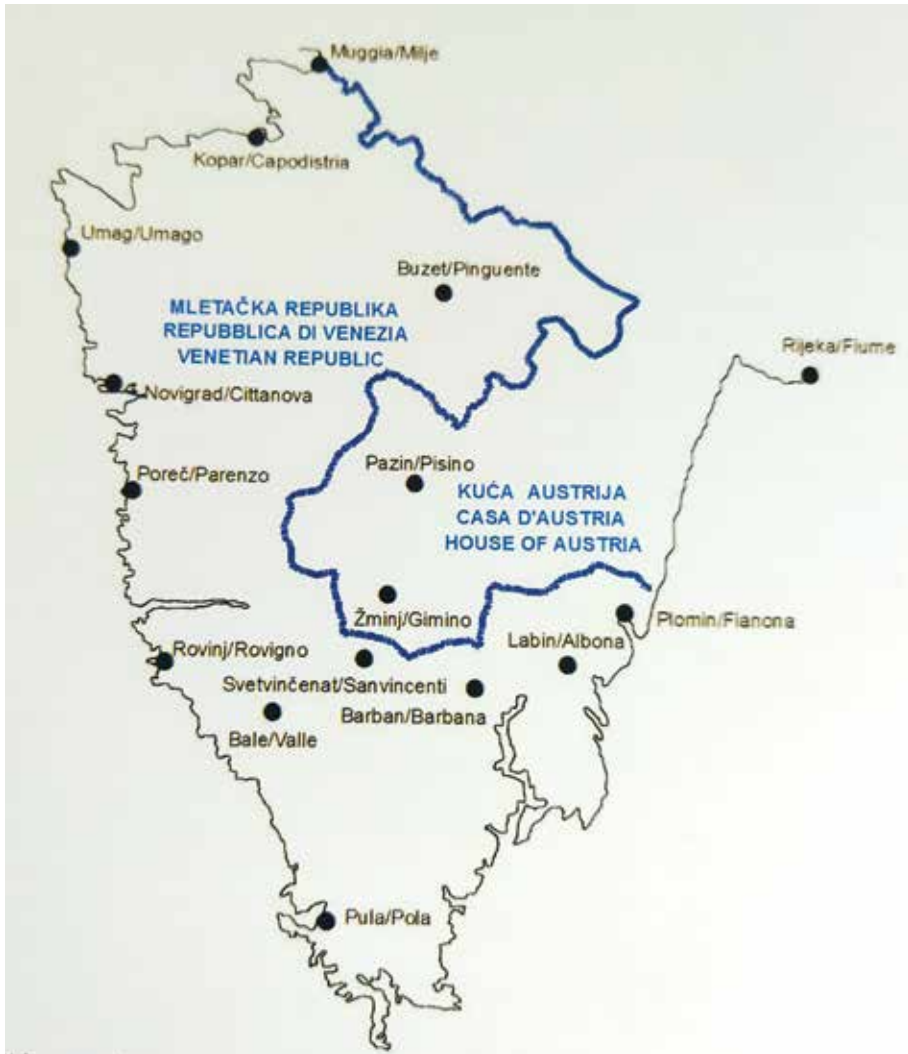 Muggia/Milje
Kopar/Capodistria
Umag/Umago
Buzet/Pinguente
MLETAČKA REPUBLIKA
REPUBBLICA DI VENEZIA
VENETIAN REPUBLIC
Rijeka/Fiume
Novigrad/Cittanova
Pazin/Pisino
Poreč/Parenzo
KUĆA AUSTRIJA
CASA D'AUSTRIA
HOUSE OF AUSTRIA
Žminj/Gimino
Plomin/Fianona
Rovinj/Rovigno
Labin/Albona
Svetvinčenat/Sanvincenti
Barban/Barbana
Bale/Valle
Pula/Pola